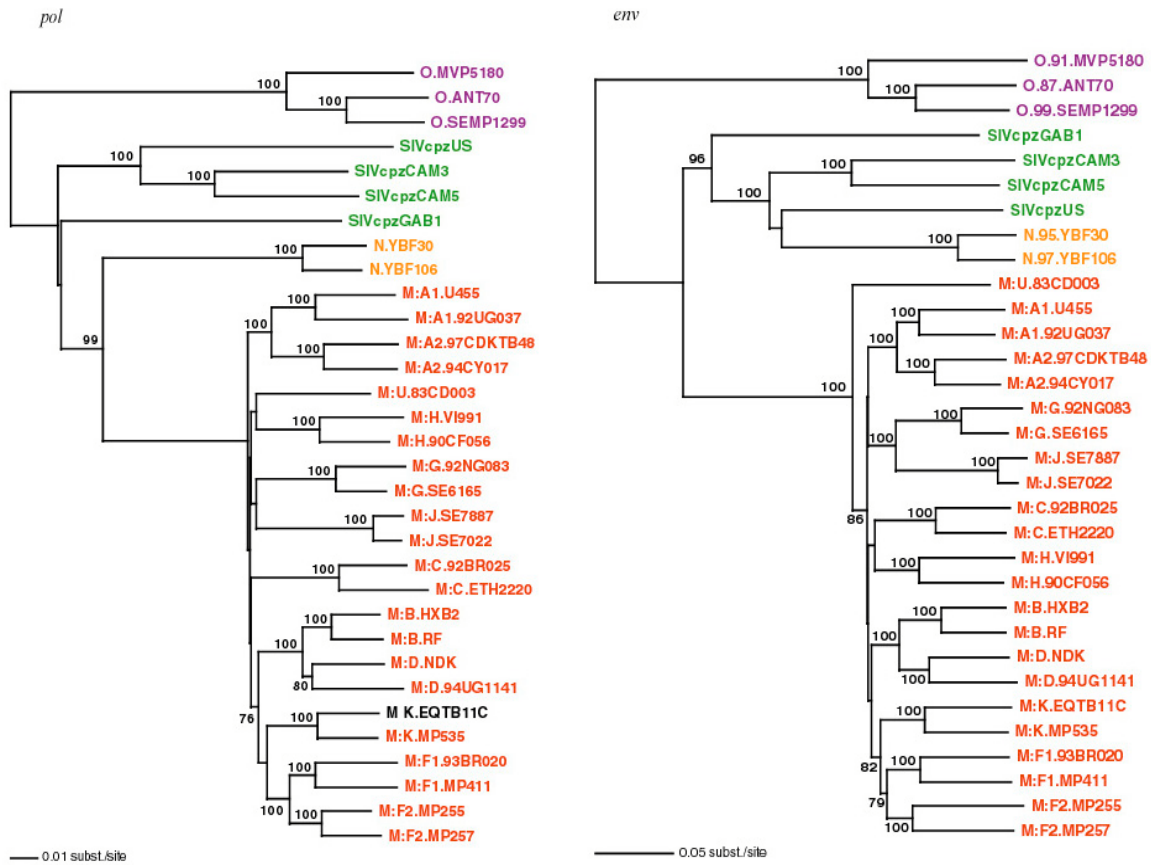 pol
O.MVP5180
100
O.ANT70
100
O.SEMP1299
SIVcpzUS
100
SIVcpzCAM3
100
SIVcpzCAM5
SIVcpzGAB1
N.YBF30
100
N.YBF106
M:A1.U455
100
M:A1.92UG037
100
M:A2.97CDKTB48
99
100
M:A2.94CY017
M:U.83CD003
M:H.VI991
100
M:H.90CF056
M:G.92NG083
100
M:G.SE6165
M:J.SE7887
100
M:J.SE7022
M:C.92BR025
100
M:C.ETH2220
M:B.HXB2
100
M:B.RF
100
M:D.NDK
80
M:D.94UG1141
M K.EQTB11C
76
100
M:K.MP535
M:F1.93BR020
100
M:F1.MP411
100
M:F2.MP255
100
M:F2.MP257
0.01 subst./site
env
O.91.MVP5180
100
O.87.ANT70
100
O.99.SEMP1299
SIVcpzGAB1
96
SIVcpzCAM3
100
SIVcpzCAM5
100
SIVcpzUS
N.95.YBF30
100
N.97.YBF106
M:U.83CD003
M:A1.U455
100
M:A1.92UG037
100
M:A2.97CDKTB48
100
M:A2.94CY017
100
M:G.92NG083
100
M:G.SE6165
100
M:J.SE7887
100
M:J.SE7022
M:C.92BR025
100
86
M:C.ETH2220
M:H.VI991
100
M:H.90CF056
M:B.HXB2
100
M:B.RF
100
M:D.NDK
100
M:D.94UG1141
M:K.EQTB11C
100
M:K.MP535
M:F1.93BR020
100
82
M:F1.MP411
79
M:F2.MP255
100
M:F2.MP257
0.05 subst./site